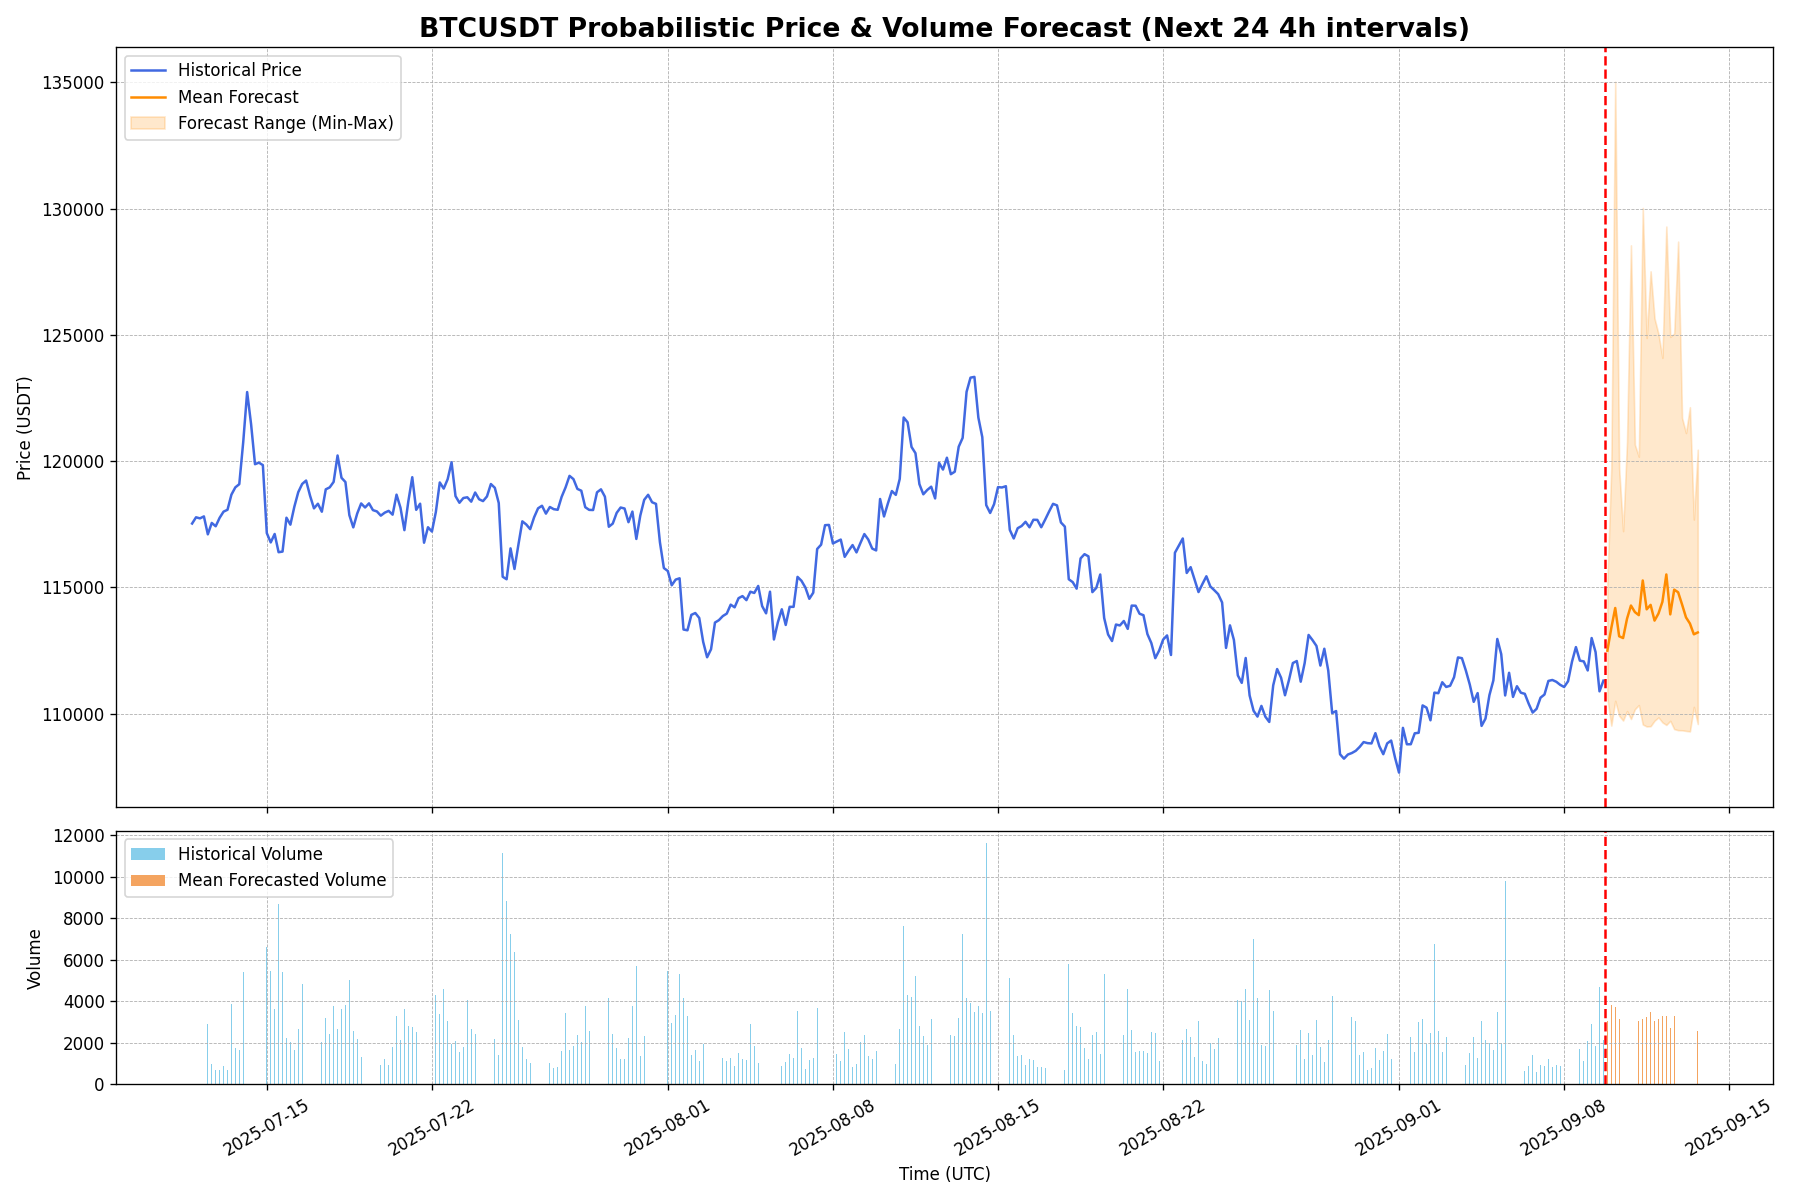 BTCUSDT Probabilistic Price & Volume Forecast (Next 24 4h intervals)
Historical Price
Mean Forecast
Forecast Range (Min-Max)
135000
130000
125000
120000
115000
110000
Price (USDT)
Historical Volume
Mean Forecasted Volume
12000
10000
8000
6000
4000
2000
0
Volume
2025-07-15
2025-07-22
2025-08-01
2025-08-08
2025-08-15
2025-08-22
2025-09-01
2025-09-08
2025-09-15
Time (UTC)